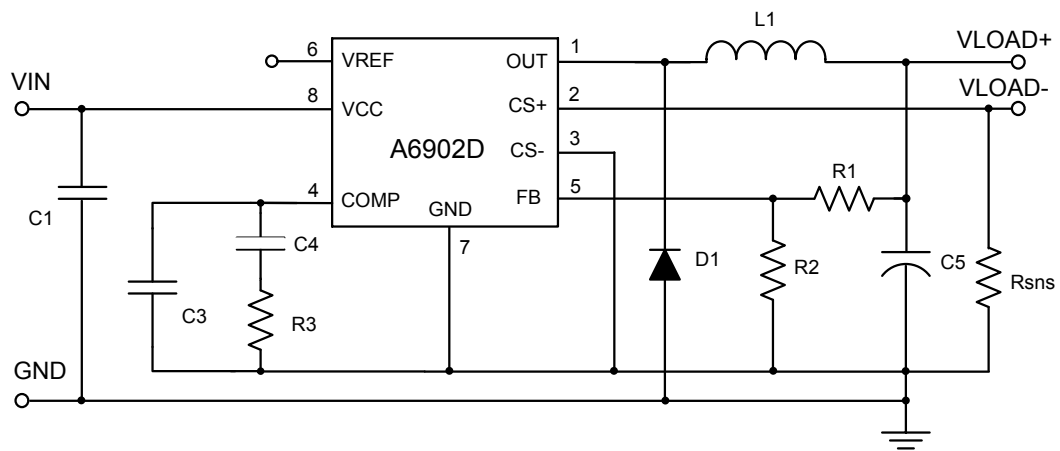 L1
VLOAD+
6
VREF
OUT
1
VIN
VLOAD-
8
VCC
CS+
2
A6902D
CS-
3
R1
4
COMP
FB
5
C1
C4
GND
7
D1
R2
C5
Rsns
C3
R3
GND